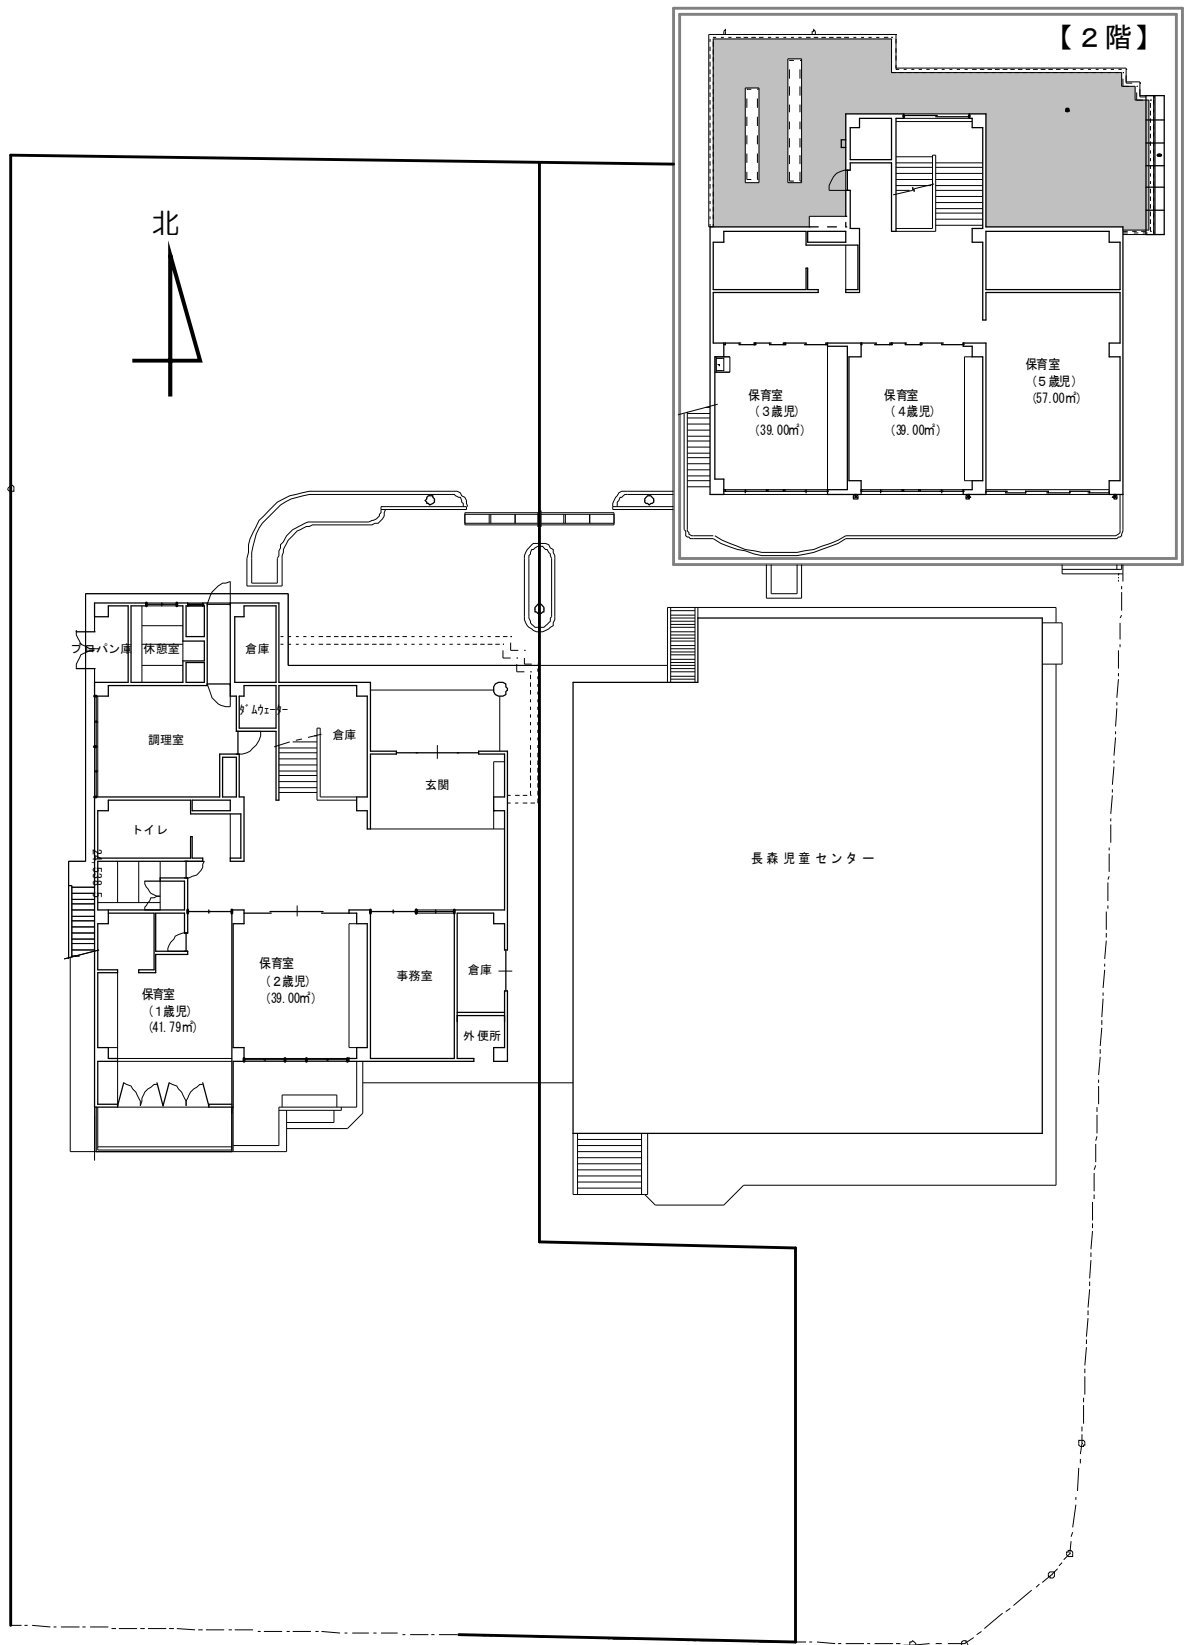 【２階】
北
保育室
（５歳児）
(57.00㎡)
保育室
（３歳児）
(39.00㎡)
保育室
（４歳児）
(39.00㎡)
プロパン庫
休憩室
倉庫
ﾀﾞﾑｳｪｰﾀｰ
調理室
倉庫
玄関
トイレ
長森児童センター
保育室
（２歳児）
(39.00㎡)
事務室
倉庫
保育室
（１歳児）
(41.79㎡)
外便所